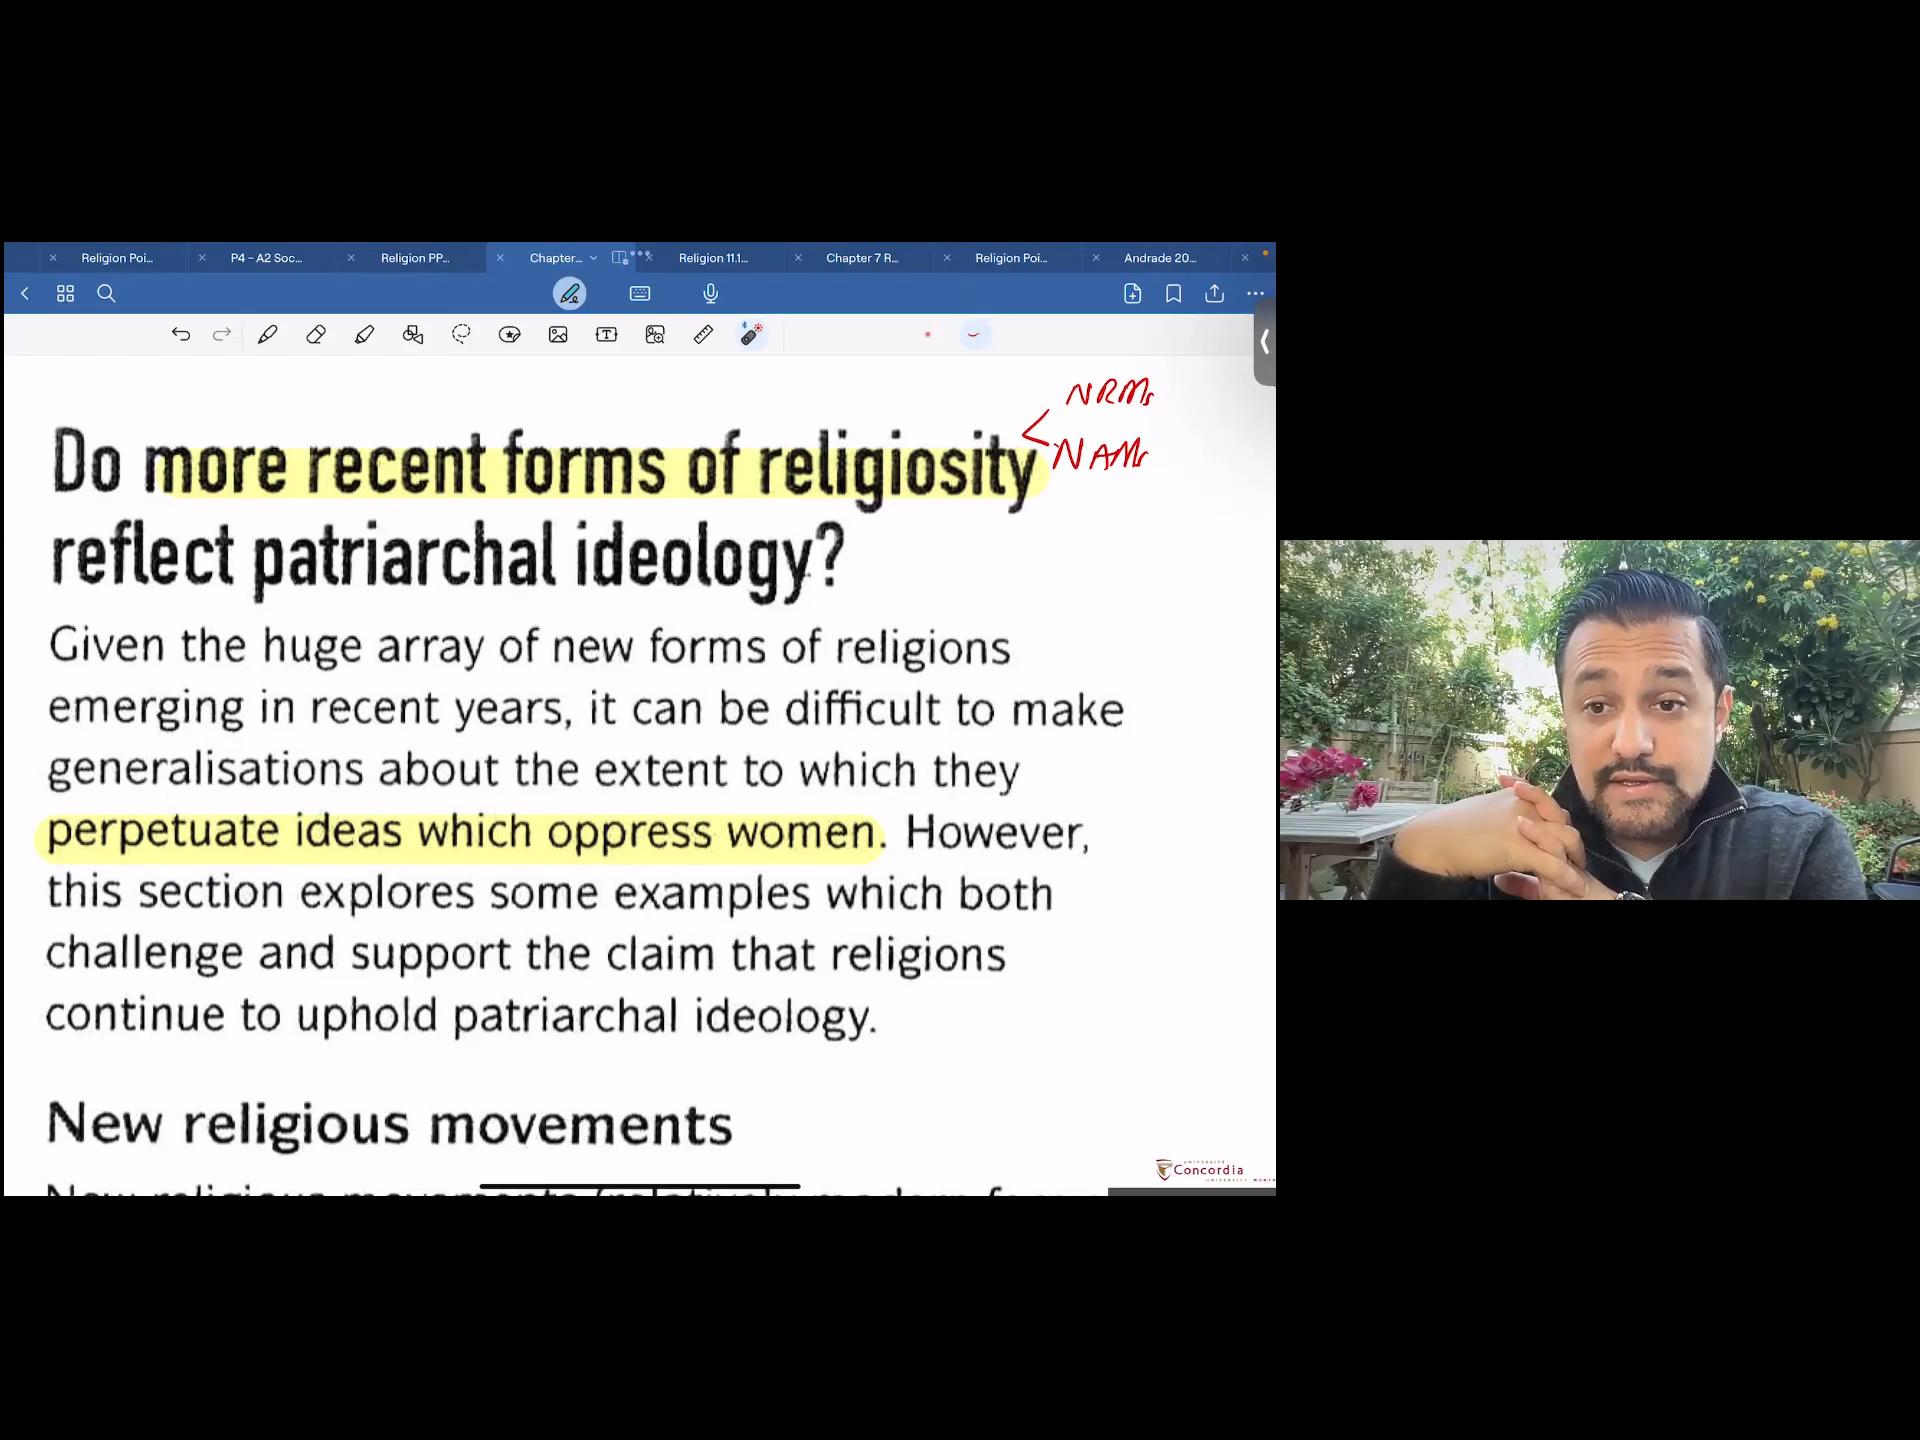 Religion Poi...
P4 - A2 Soc...
Religion PP...
Chapter...
Religion 11.1...
Chapter 7 R...
Religion Poi...
Andrade 20...
NRMs
Do more recent forms of religiosity
NAMs
reflect patriarchal ideology?
Given the huge array of new forms of religions
emerging in recent years, it can be difficult to make
generalisations about the extent to which they
perpetuate ideas which oppress women. However,
this section explores some examples which both
challenge and support the claim that religions
continue to uphold patriarchal ideology.
New religious movements
UNIVERSITÉ
Concordia
UNIVERSITY